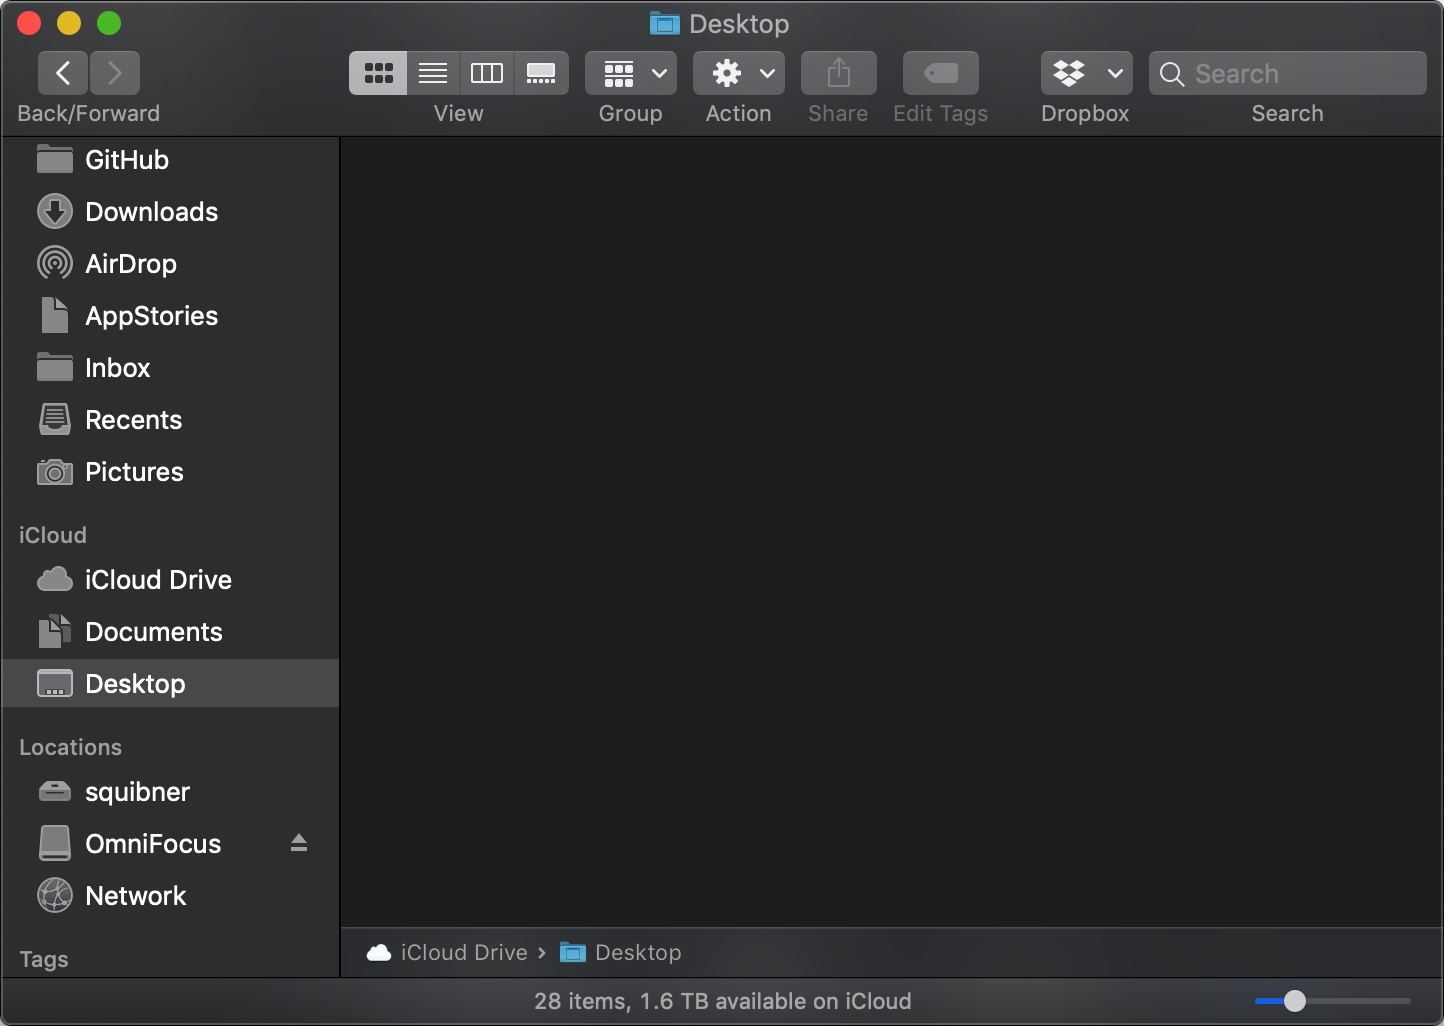 Desktop
Back/Forward
View
Group
Action
Share
Edit Tags
Dropbox
Search
Search
GitHub
Downloads
AirDrop
AppStories
Inbox
Recents
Pictures
iCloud
iCloud Drive
Documents
Desktop
Locations
squibner
OmniFocus
Network
Tags
iCloud Drive › Desktop
28 items, 1.6 TB available on iCloud